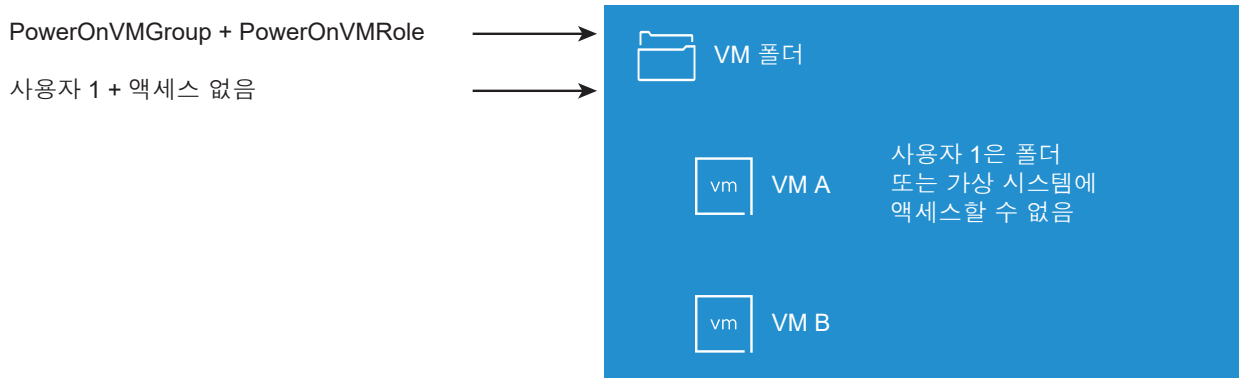 PowerOnVMGroup + PowerOnVMRole
사용자 1 + 액세스 없음
VM 폴더
vm
VM A
사용자 1은 폴더
또는 가상 시스템에
액세스할 수 없음
vm
VM B